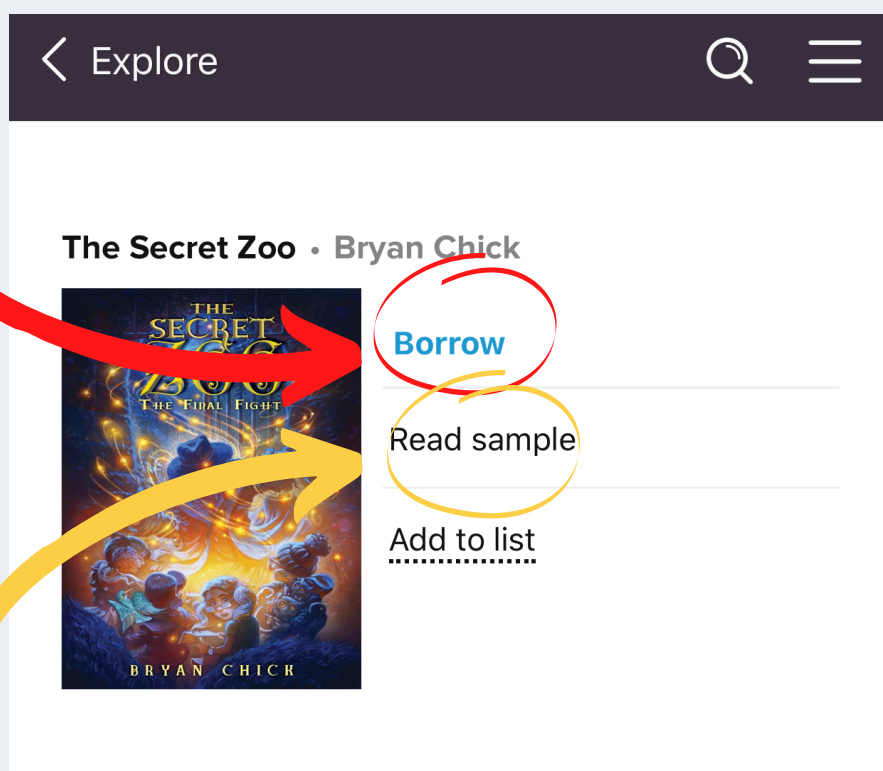 Explore
The Secret Zoo • Bryan Chick
THE
SECRET
ZOO
THE FINAL FIGHT
BRYAN CHICK
Borrow
Read sample
Add to list